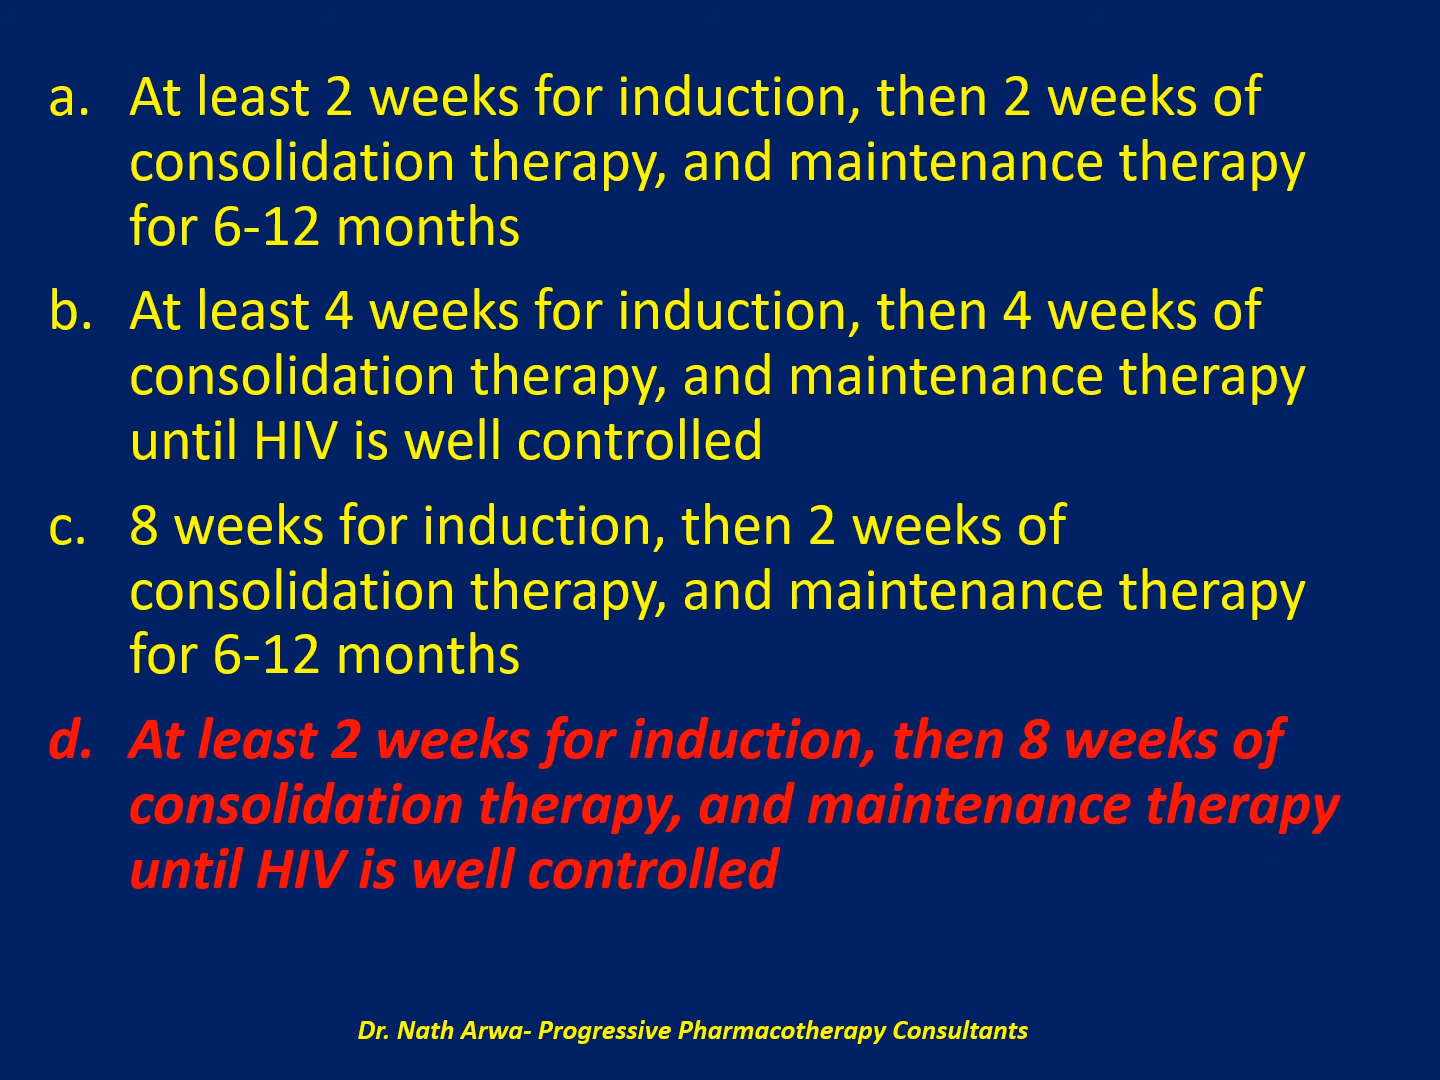 a. At least 2 weeks for induction, then 2 weeks of
consolidation therapy, and maintenance therapy
for 6-12 months
b. At least 4 weeks for induction, then 4 weeks of
consolidation therapy, and maintenance therapy
until HIV is well controlled
c. 8 weeks for induction, then 2 weeks of
consolidation therapy, and maintenance therapy
for 6-12 months
d. At least 2 weeks for induction, then 8 weeks of
consolidation therapy, and maintenance therapy
until HIV is well controlled
Dr. Nath Arwa- Progressive Pharmacotherapy Consultants